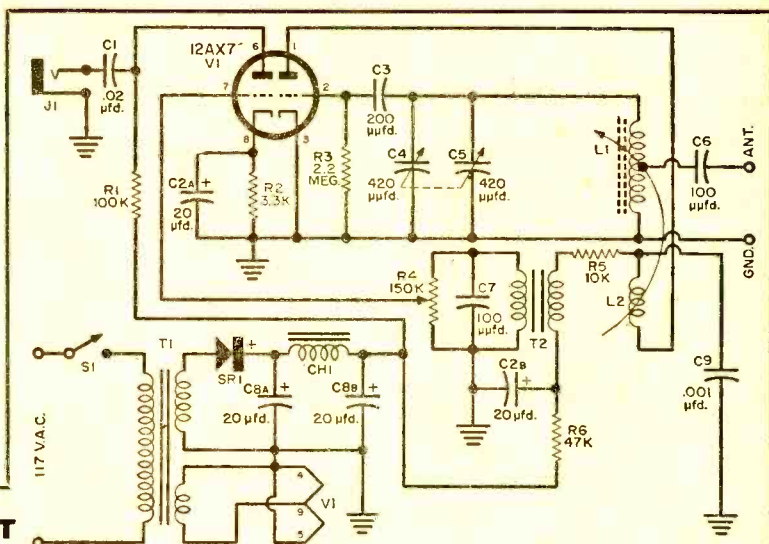 12AX7
V1
6
1
7
2
8
3
C1
.02
µfd.
J1
R1
100K
C2A +
20
µfd.
R2
3.3K
R3
2.2
MEG.
C3
200
µµfd.
C4
420
µµfd.
C5
420
µµfd.
L1
C6
100
µµfd.
ANT.
GND.
R4
150K
C7
100
µµfd.
T2
R5
10K
L2
C9
.001
µfd.
C2B
+
20µfd.
R6
47K
117 V.A.C.
S1
T1
SR1
+
CH1
C8A +
20 µfd.
C8B +
20 µfd.
4
9
5
V1
T